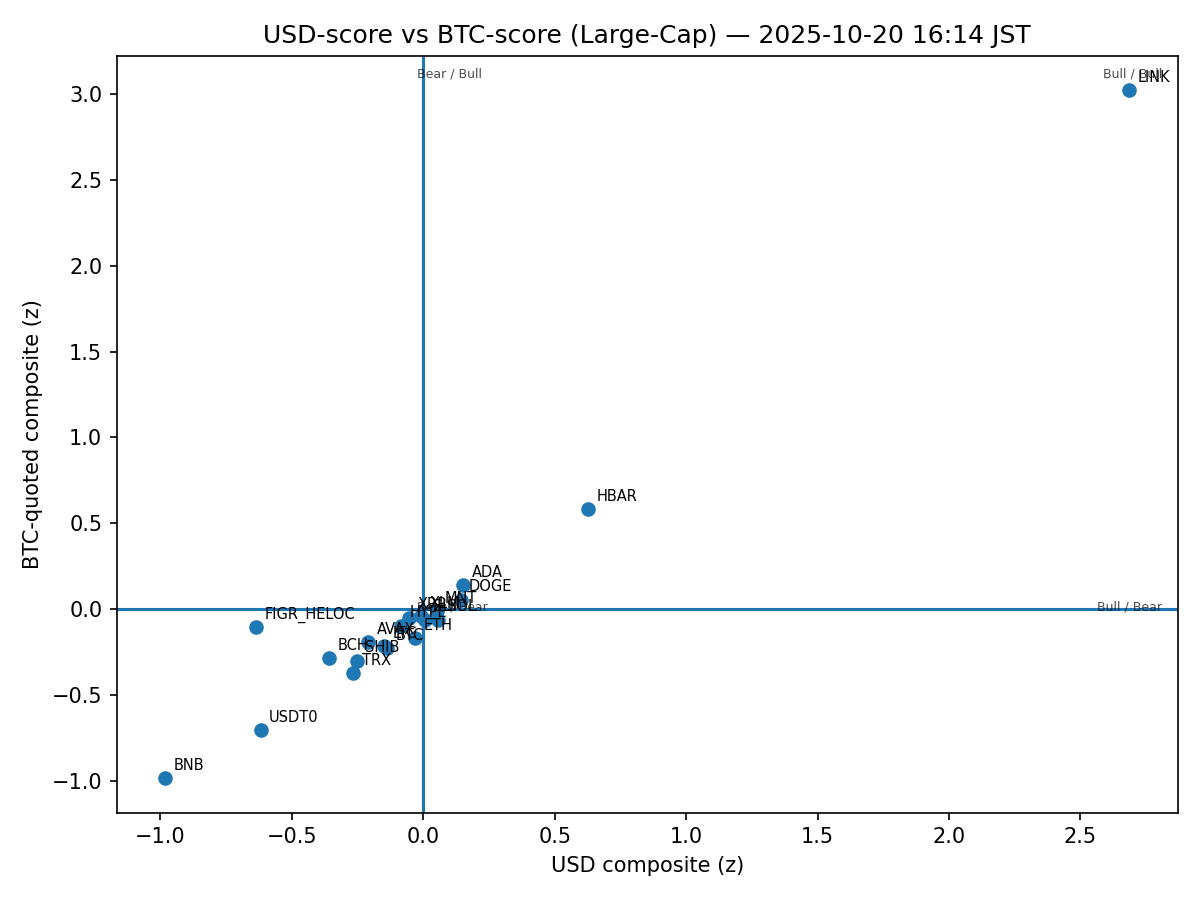 USD-score vs BTC-score (Large-Cap) — 2025-10-20 16:14 JST
Bear / Bull
Bull / Bull
LINK
3.0
2.5
2.0
1.5
1.0
0.5
0.0
−0.5
−1.0
BTC-quoted composite (z)
HBAR
ADA
DOGE
MNT
FIGR_HELOC
Bull / Bear
ETH
BTC
BCH
SHIB
TRX
USDT0
BNB
−1.0
−0.5
0.0
0.5
1.0
1.5
2.0
2.5
USD composite (z)